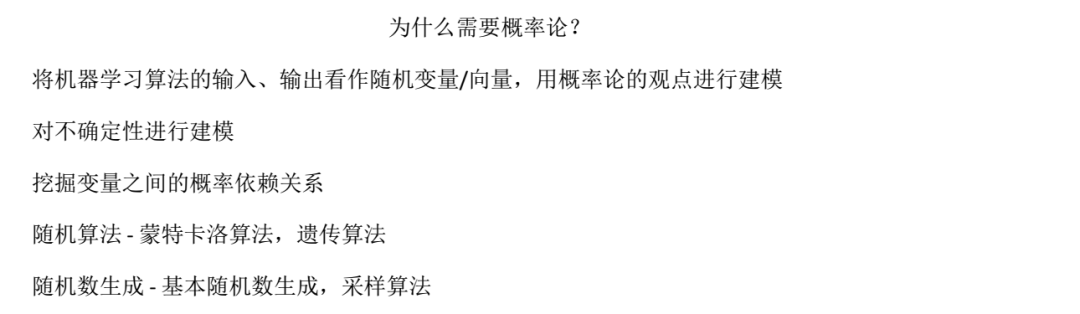 为什么需要概率论？
将机器学习算法的输入、输出看作随机变量/向量，用概率论的观点进行建模
对不确定性进行建模
挖掘变量之间的概率依赖关系
随机算法 - 蒙特卡洛算法，遗传算法
随机数生成 - 基本随机数生成，采样算法